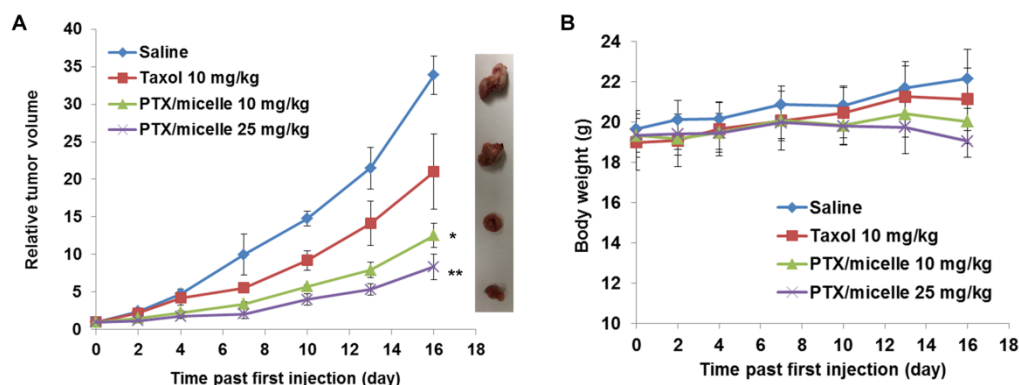 A
Relative tumor volume
40
35
30
25
20
15
10
5
0
Saline
Taxol 10 mg/kg
PTX/micelle 10 mg/kg
PTX/micelle 25 mg/kg
*
**
0 2 4 6 8 10 12 14 16 18
Time past first injection (day)
B
Body weight (g)
24
22
20
18
16
14
12
10
Saline
Taxol 10 mg/kg
PTX/micelle 10 mg/kg
PTX/micelle 25 mg/kg
0 2 4 6 8 10 12 14 16 18
Time past first injection (day)